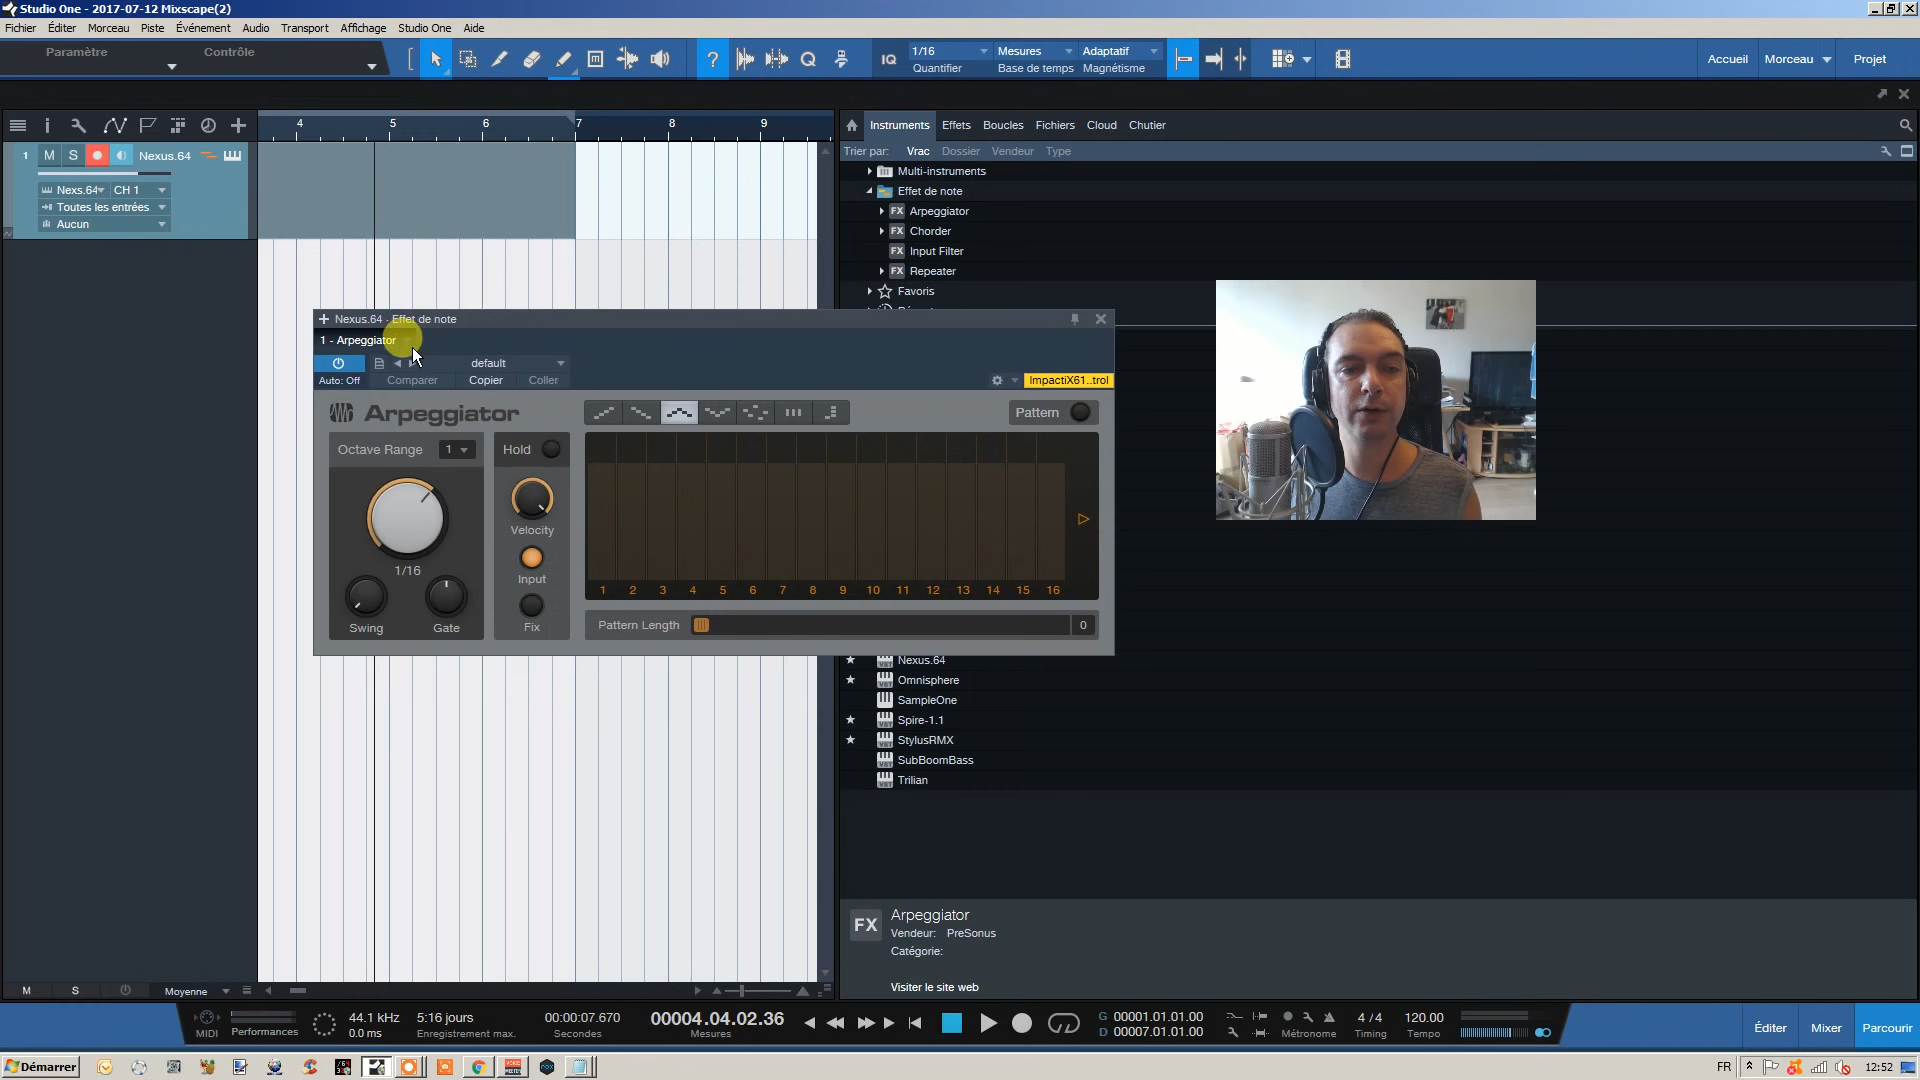 Studio One - 2017-07-12 Mixscape(2)
Fichier Éditer Morceau Piste Événement Audio Transport Affichage Studio One Aide
Paramètre Contrôle
IQ 1/16 Mesures Adaptatif
Quantifier Base de temps Magnétisme
Accueil Morceau Projet
4 5 6 7 8 9
Instruments Effets Boucles Fichiers Cloud Chutier
Trier par: Vrac Dossier Vendeur Type
1 M S Nexus.64
Nexs.64 CH 1
Toutes les entrées
Aucun
Multi-instruments
Effet de note
FX Arpeggiator
FX Chorder
FX Input Filter
FX Repeater
Favoris
Nexus.64 - Effet de note
1 - Arpeggiator
default
Auto: Off Comparer Copier Coller
ImpactiX61..trol
Arpeggiator
Pattern
Octave Range 1
Hold
Velocity
1/16
Input
Swing Gate Fix
1 2 3 4 5 6 7 8 9 10 11 12 13 14 15 16
Pattern Length 0
Nexus.64
Omnisphere
SampleOne
Spire-1.1
StylusRMX
SubBoomBass
Trilian
FX Arpeggiator
Vendeur: PreSonus
Catégorie:
Visiter le site web
M S Moyenne
MIDI Performances
44.1 kHz
0.0 ms
5:16 jours
Enregistrement max.
00:00:07.670
Secondes
00004.04.02.36
Mesures
G 00001.01.01.00
D 00007.01.01.00
Métronome
4 / 4
Timing
120.00
Tempo
Éditer Mixer Parcourir
Démarrer
FR 12:52